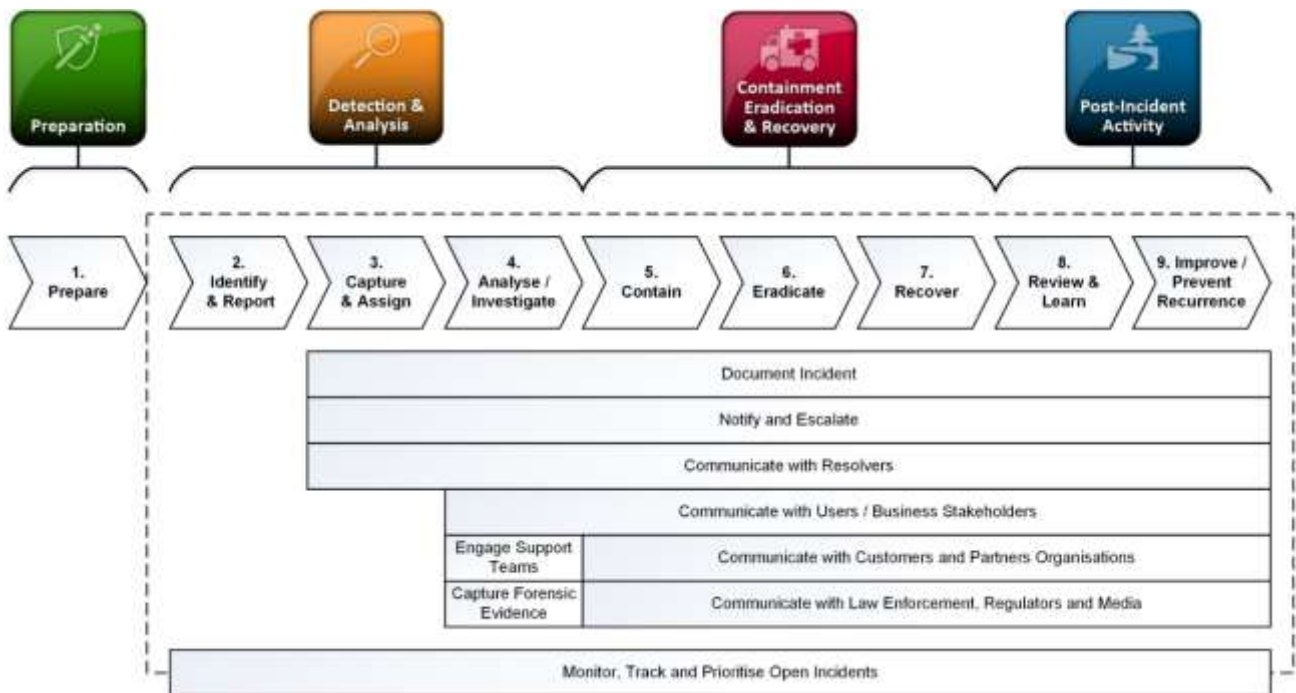 Preparation
Detection &
Analysis
Containment
Eradication
& Recovery
Post-Incident
Activity
1.
Prepare
2.
Identify
& Report
3.
Capture
& Assign
4.
Analyse /
Investigate
5.
Contain
6.
Eradicate
7.
Recover
8.
Review &
Learn
9. Improve /
Prevent
Recurrence
Document Incident
Notify and Escalate
Communicate with Resolvers
Communicate with Users / Business Stakeholders
Engage Support
Teams
Communicate with Customers and Partners Organisations
Capture Forensic
Evidence
Communicate with Law Enforcement, Regulators and Media
Monitor, Track and Prioritise Open Incidents